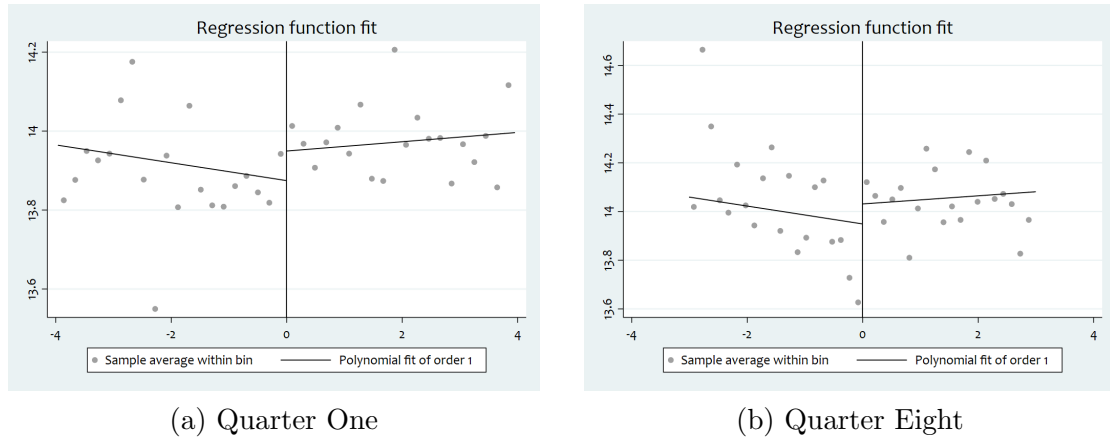 Regression function fit
14.2
14
13.8
13.6
-4
-2
0
2
4
Sample average within bin
Polynomial fit of order 1
(a) Quarter One
Regression function fit
14.6
14.4
14.2
14
13.8
13.6
-4
-2
0
2
4
Sample average within bin
Polynomial fit of order 1
(b) Quarter Eight